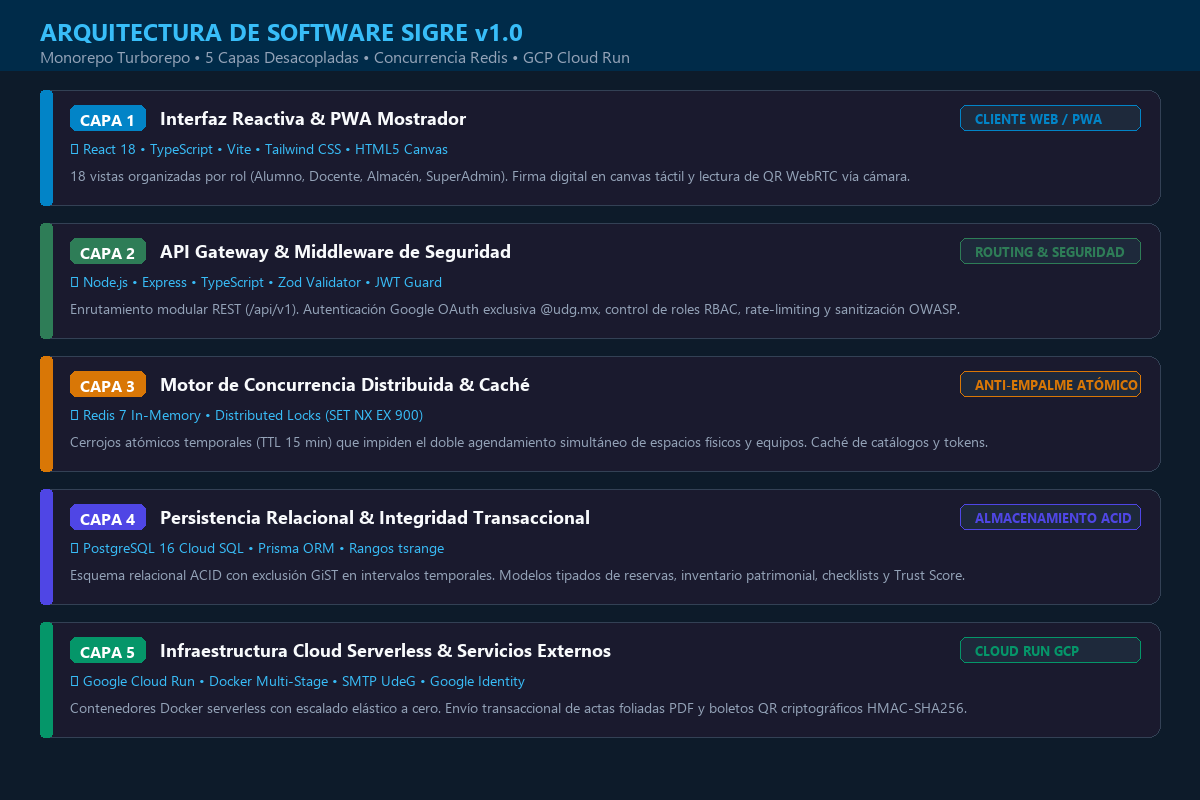 ARQUITECTURA DE SOFTWARE SIGRE v1.0
Monorepo Turborepo • 5 Capas Desacopladas • Concurrencia Redis • GCP Cloud Run
CAPA 1 Interfaz Reactiva & PWA Mostrador CLIENTE WEB / PWA
React 18 • TypeScript • Vite • Tailwind CSS • HTML5 Canvas
18 vistas organizadas por rol (Alumno, Docente, Almacén, SuperAdmin). Firma digital en canvas táctil y lectura de QR WebRTC vía cámara.
CAPA 2 API Gateway & Middleware de Seguridad ROUTING & SEGURIDAD
Node.js • Express • TypeScript • Zod Validator • JWT Guard
Enrutamiento modular REST (/api/v1). Autenticación Google OAuth exclusiva @udg.mx, control de roles RBAC, rate-limiting y sanitización OWASP.
CAPA 3 Motor de Concurrencia Distribuida & Caché ANTI-EMPALME ATÓMICO
Redis 7 In-Memory • Distributed Locks (SET NX EX 900)
Cerrojos atómicos temporales (TTL 15 min) que impiden el doble agendamiento simultáneo de espacios físicos y equipos. Caché de catálogos y tokens.
CAPA 4 Persistencia Relacional & Integridad Transaccional ALMACENAMIENTO ACID
PostgreSQL 16 Cloud SQL • Prisma ORM • Rangos tsrange
Esquema relacional ACID con exclusión GiST en intervalos temporales. Modelos tipados de reservas, inventario patrimonial, checklists y Trust Score.
CAPA 5 Infraestructura Cloud Serverless & Servicios Externos CLOUD RUN GCP
Google Cloud Run • Docker Multi-Stage • SMTP UdeG • Google Identity
Contenedores Docker serverless con escalado elástico a cero. Envío transaccional de actas foliadas PDF y boletos QR criptográficos HMAC-SHA256.